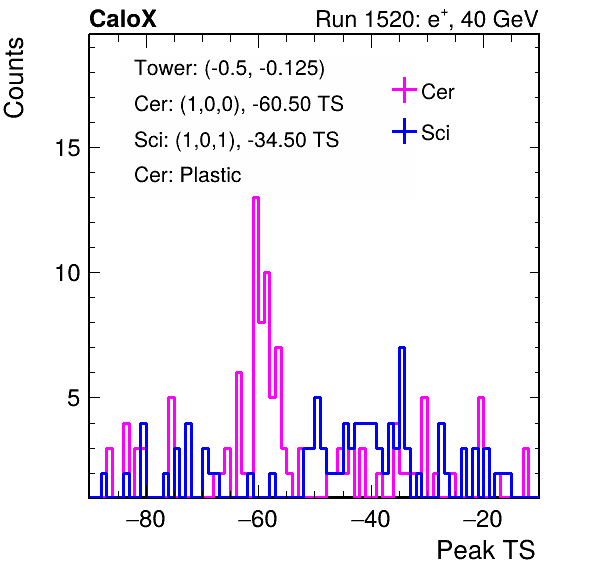 CaloX Run 1520: e⁺, 40 GeV
Counts
Tower: (-0.5, -0.125)
Cer: (1,0,0), -60.50 TS
Sci: (1,0,1), -34.50 TS
Cer: Plastic
Cer
Sci
15
10
5
−80 −60 −40 −20
Peak TS